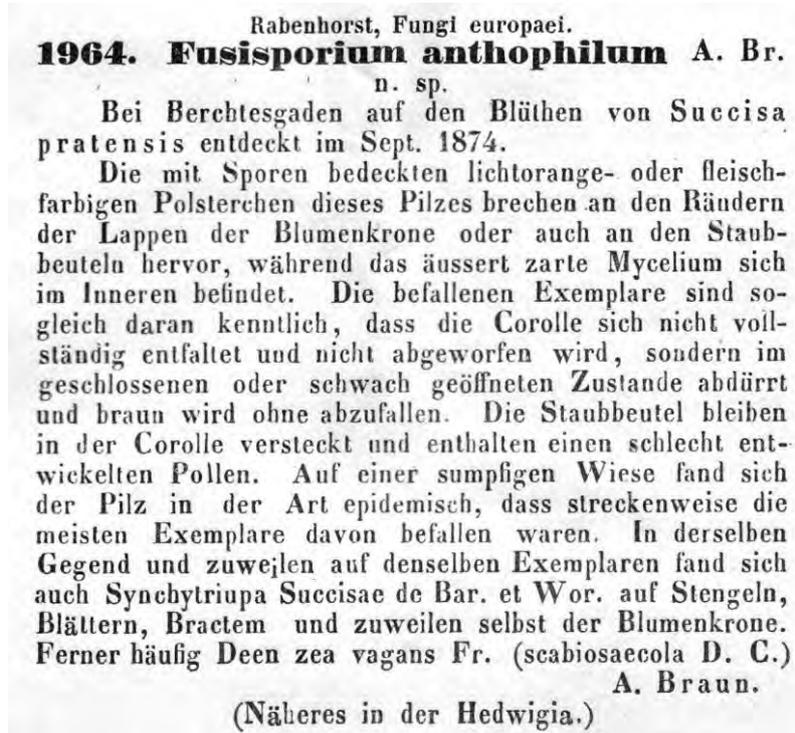 Rabenhorst, Fungi europaei.
1964. Fusisporium anthophilum A. Br.
n. sp.
Bei Berchtesgaden auf den Blüthen von Succisa
pratensis entdeckt im Sept. 1874.
Die mit Sporen bedeckten lichtorange- oder fleisch-
farbigen Polsterchen dieses Pilzes brechen an den Rändern
der Lappen der Blumenkrone oder auch an den Staub-
beuteln hervor, während das äussert zarte Mycelium sich
im Inneren befindet. Die befallenen Exemplare sind so-
gleich daran kenntlich, dass die Corolle sich nicht voll-
ständig entfaltet und nicht abgeworfen wird, sondern im
geschlossenen oder schwach geöffneten Zustande abdürrt
und braun wird ohne abzufallen. Die Staubbeutel bleiben
in der Corolle versteckt und enthalten einen schlecht ent-
wickelten Pollen. Auf einer sumpfigen Wiese fand sich
der Pilz in der Art epidemisch, dass streckenweise die
meisten Exemplare davon befallen waren. In derselben
Gegend und zuweilen auf denselben Exemplaren fand sich
auch Synchytriupa Succisae de Bar. et Wor. auf Stengeln,
Blättern, Bractem und zuweilen selbst der Blumenkrone.
Ferner häufig Deen zea vagans Fr. (scabiosaecola D. C.)
A. Braun.
(Näheres in der Hedwigia.)